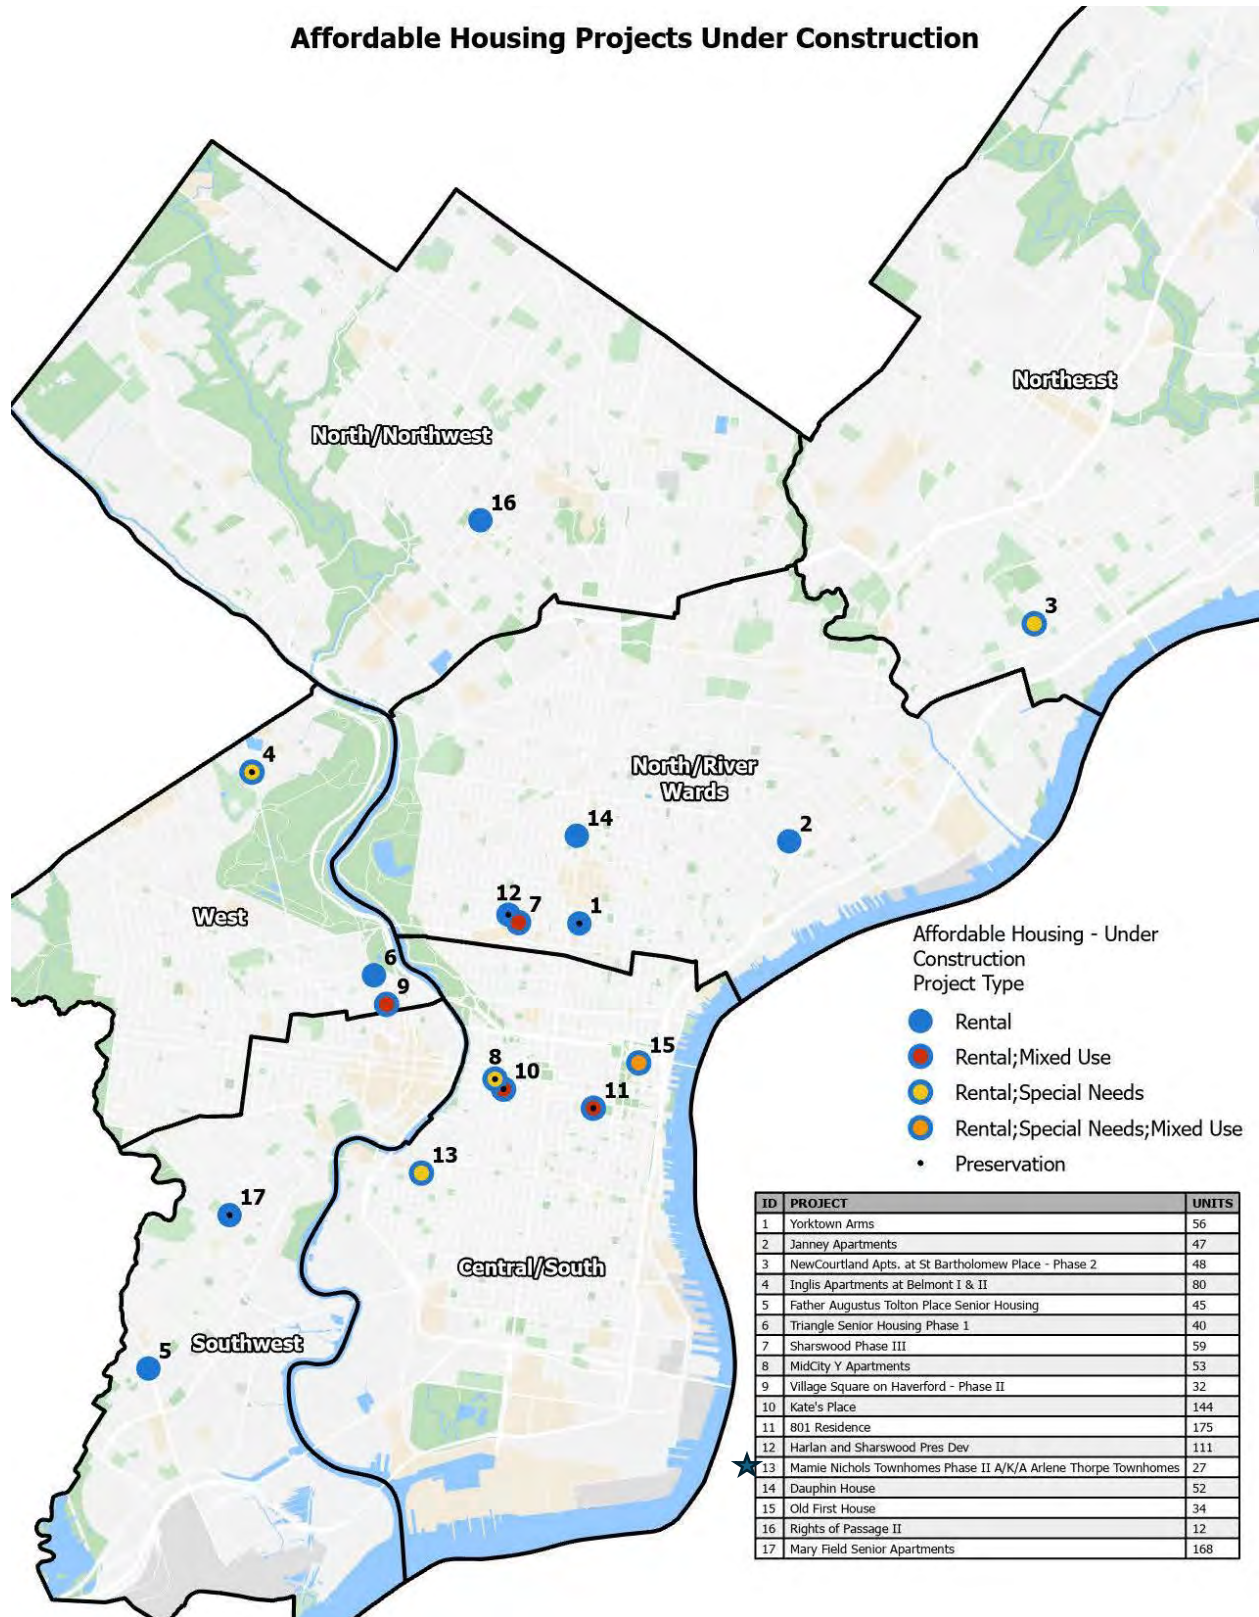 Affordable Housing Projects Under Construction
Northeast
North/Northwest
16
3
4
North/River
Wards
14
2
12
7
1
West
6
9
Affordable Housing - Under
Construction
Project Type
Rental
Rental;Mixed Use
Rental;Special Needs
Rental;Special Needs;Mixed Use
Preservation
15
8
10
11
13
17
Central/South
Southwest
5
ID PROJECT UNITS
1 Yorktown Arms 56
2 Janney Apartments 47
3 NewCourtland Apts. at St Bartholomew Place - Phase 2 48
4 Inglis Apartments at Belmont I & II 80
5 Father Augustus Tolton Place Senior Housing 45
6 Triangle Senior Housing Phase 1 40
7 Sharswood Phase III 59
8 MidCity Y Apartments 53
9 Village Square on Haverford - Phase II 32
10 Kate's Place 144
11 801 Residence 175
12 Harlan and Sharswood Pres Dev 111
13 Mamie Nichols Townhomes Phase II A/K/A Arlene Thorpe Townhomes 27
14 Dauphin House 52
15 Old First House 34
16 Rights of Passage II 12
17 Mary Field Senior Apartments 168